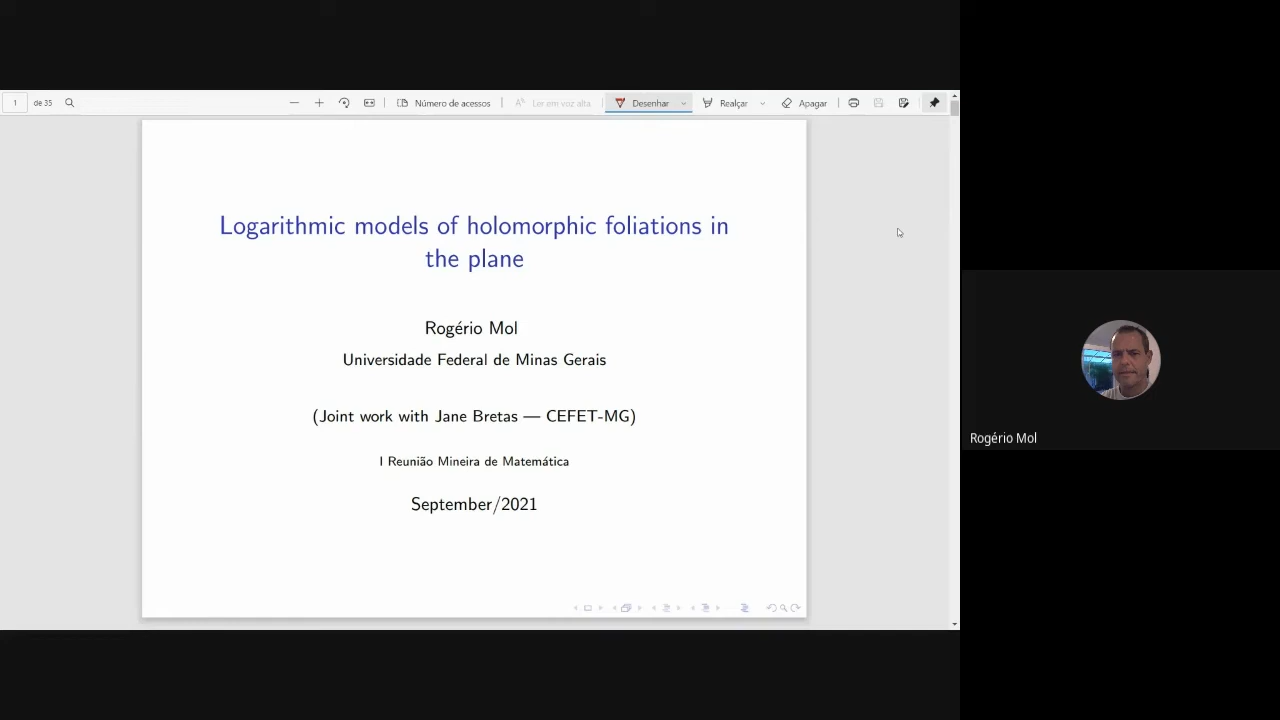 1 de 35 Número de acessos Ler em voz alta Desenhar Realçar Apagar
Logarithmic models of holomorphic foliations in
the plane
Rogério Mol
Universidade Federal de Minas Gerais
(Joint work with Jane Bretas — CEFET-MG)
I Reunião Mineira de Matemática
September/2021
Rogério Mol